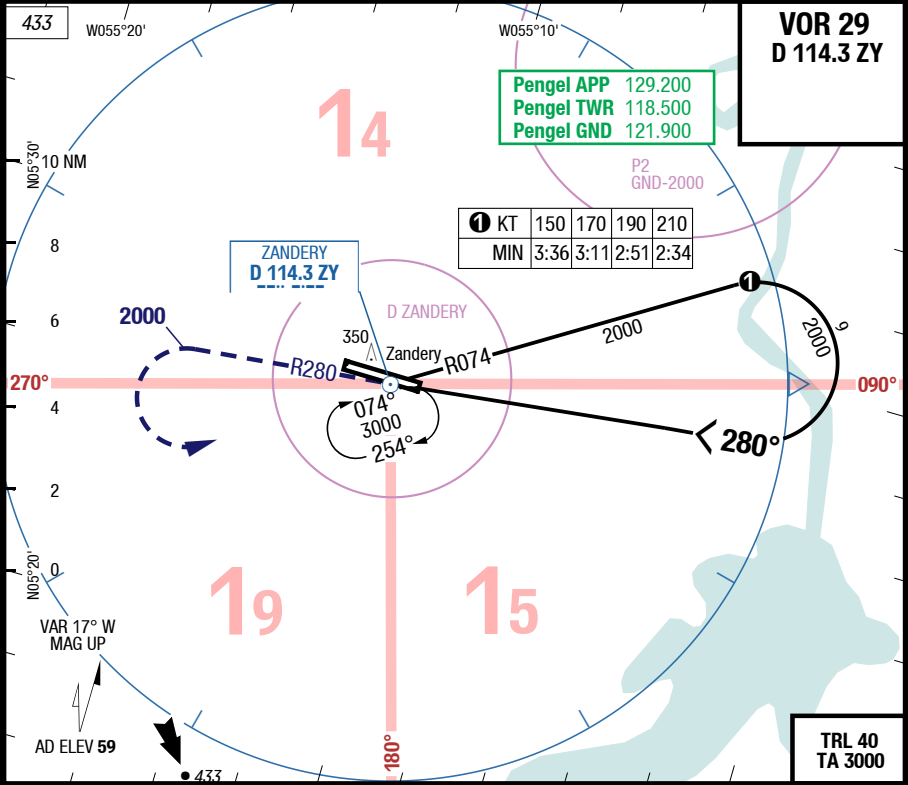 433
W055°20'
W055°10'
VOR 29
D 114.3 ZY
Pengel APP 129.200
Pengel TWR 118.500
Pengel GND 121.900
14
N05°30'
10 NM
P2
GND-2000
1 KT 150 170 190 210
MIN 3:36 3:11 2:51 2:34
8
ZANDERY
D 114.3 ZY
1
2000
6
D ZANDERY
2000
9
2000
350
Zandery
R074
R280
270°
090°
4
074°
3000
254°
280°
2
N05°20'
0
19
15
VAR 17° W
MAG UP
AD ELEV 59
180°
433
TRL 40
TA 3000